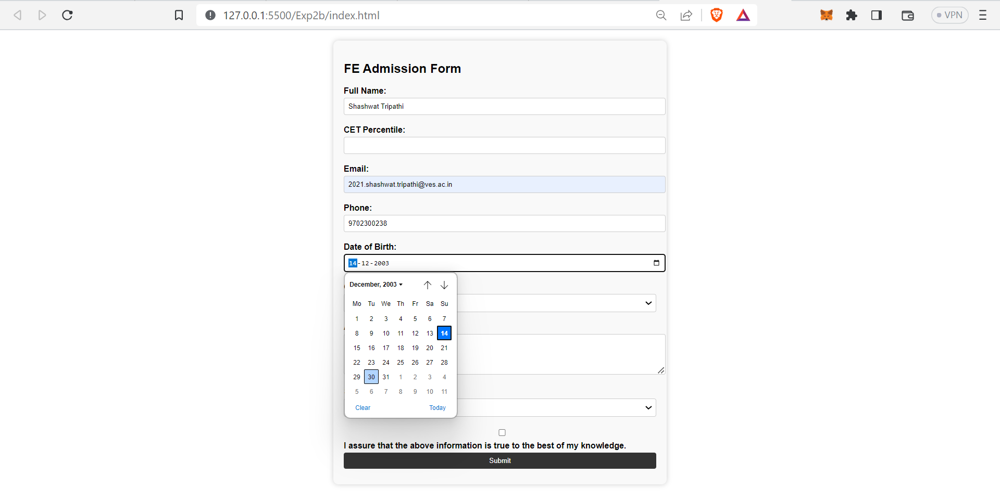 127.0.0.1:5500/Exp2b/index.html
VPN
FE Admission Form
Full Name:
Shashwat Tripathi
CET Percentile:
Email:
2021.shashwat.tripathi@ves.ac.in
Phone:
9702300238
Date of Birth:
14-12-2003
December, 2003
Mo Tu We Th Fr Sa Su
1 2 3 4 5 6 7
8 9 10 11 12 13 14
15 16 17 18 19 20 21
22 23 24 25 26 27 28
29 30 31 1 2 3 4
5 6 7 8 9 10 11
Clear Today
I assure that the above information is true to the best of my knowledge.
Submit